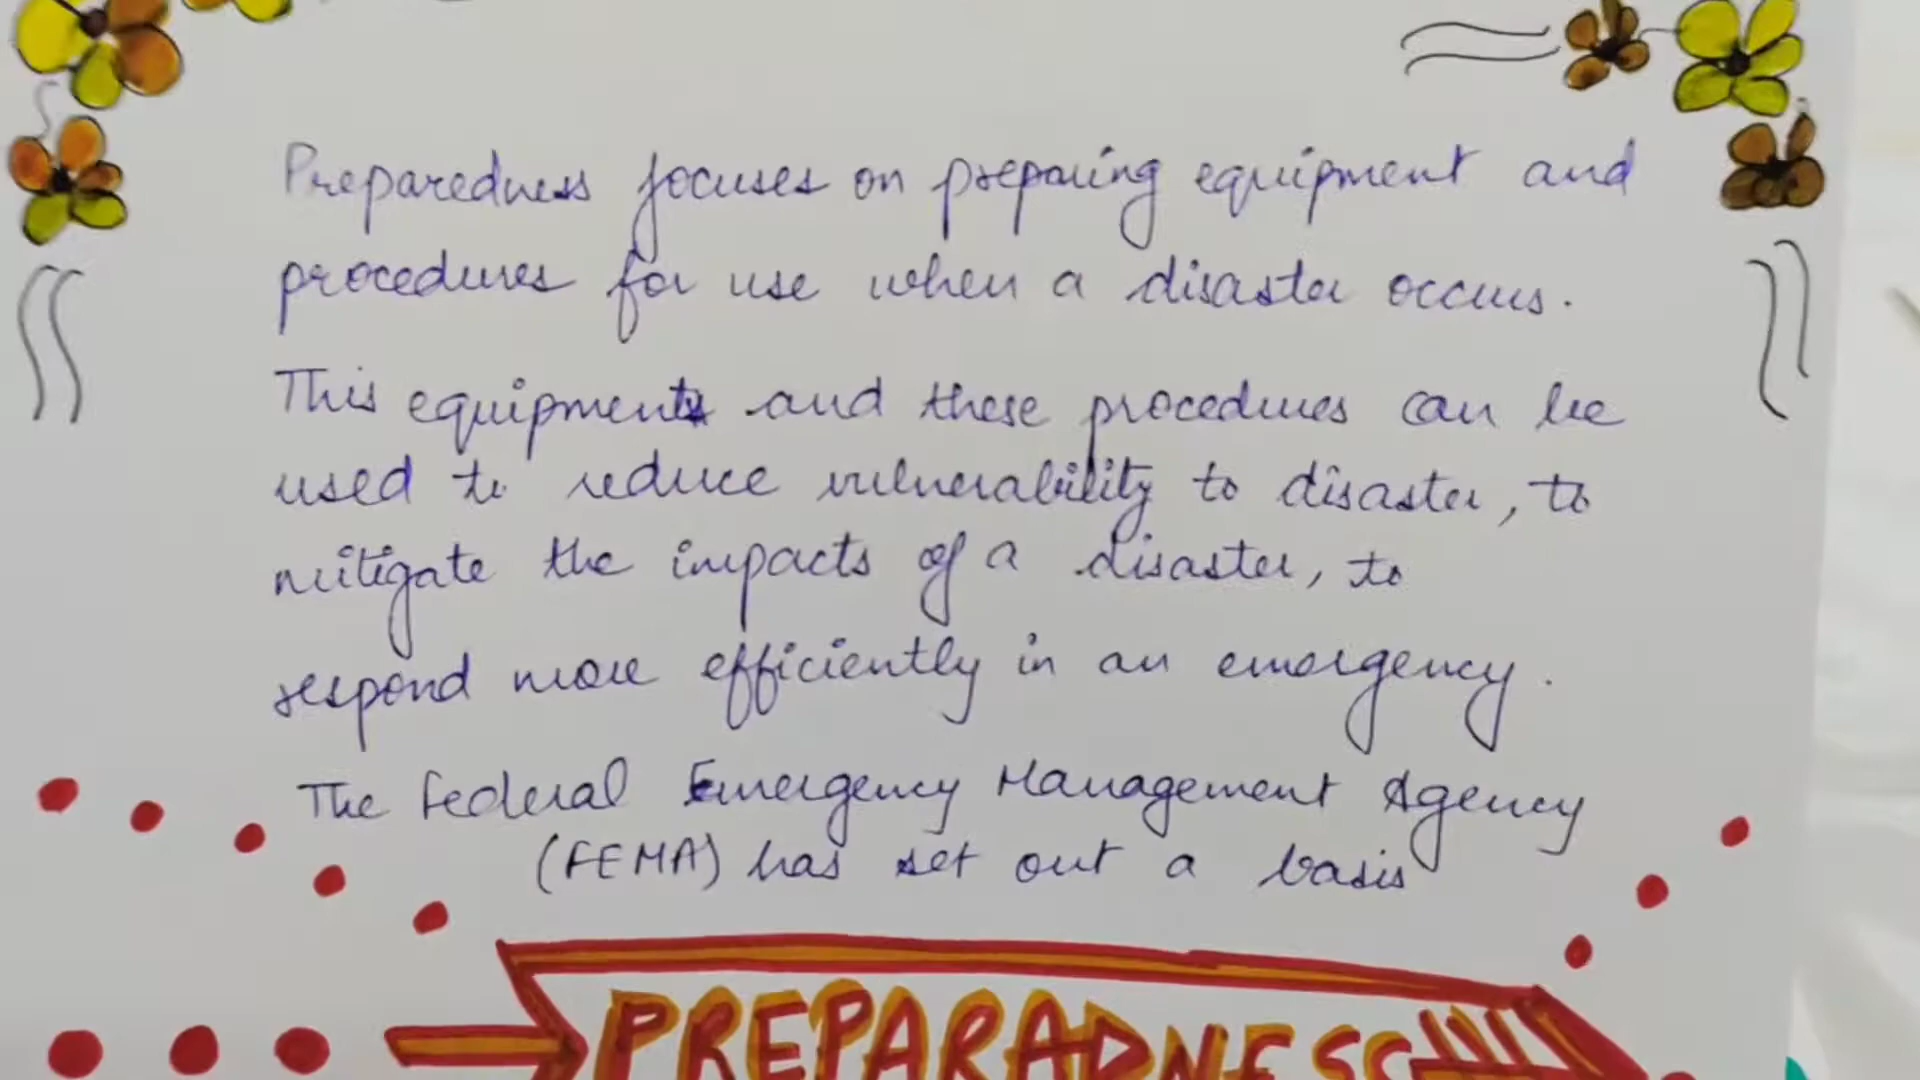 Preparedness focuses on preparing equipment and
procedures for use when a disaster occurs.
This equipments and these procedures can be
used to reduce vulnerability to disaster, to
mitigate the impacts of a disaster, to
respond more efficiently in an emergency.
The Federal Emergency Management Agency
(FEMA) has set out a basis
PREPARADNESS